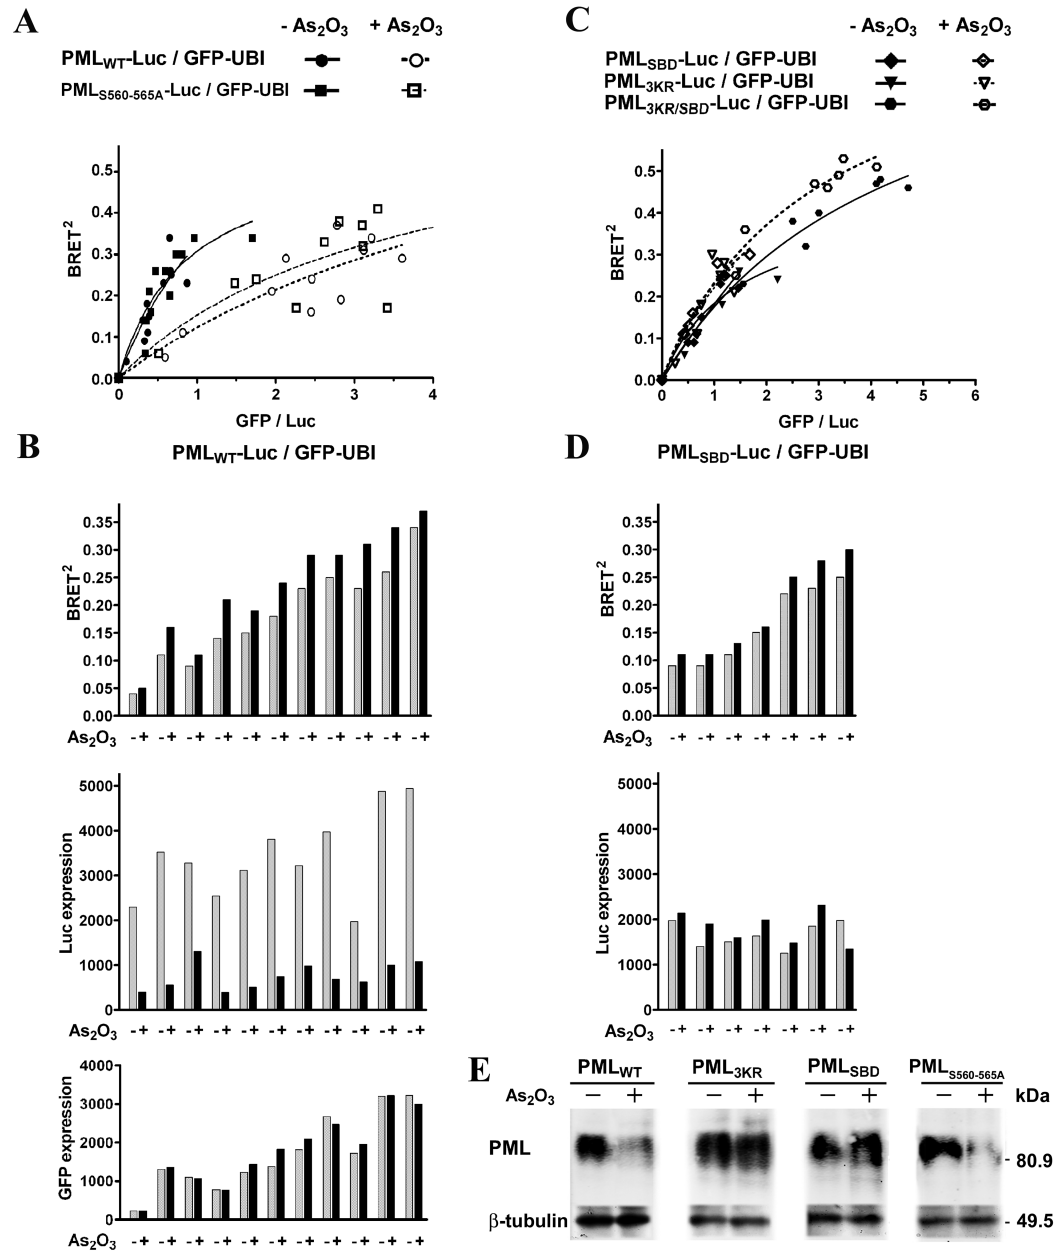 A
- As2O3 + As2O3
PMLWT-Luc / GFP-UBI
PMLS560-565A-Luc / GFP-UBI
BRET2
0.5
0.4
0.3
0.2
0.1
0.0
0 1 2 3 4
GFP / Luc
C
- As2O3 + As2O3
PMLSBD-Luc / GFP-UBI
PML3KR-Luc / GFP-UBI
PML3KR/SBD-Luc / GFP-UBI
BRET2
0.5
0.4
0.3
0.2
0.1
0.0
0 1 2 3 4 5 6
GFP / Luc
B
PMLWT-Luc / GFP-UBI
BRET2
0.35
0.30
0.25
0.20
0.15
0.10
0.05
0.00
As2O3 - + - + - + - + - + - + - + - + - + - + - +
Luc expression
5000
4000
3000
2000
1000
0
As2O3 - + - + - + - + - + - + - + - + - + - + - +
GFP expression
4000
3000
2000
1000
0
As2O3 - + - + - + - + - + - + - + - + - + - + - +
D
PMLSBD-Luc / GFP-UBI
BRET2
0.35
0.30
0.25
0.20
0.15
0.10
0.05
0.00
As2O3 - + - + - + - + - + - + - +
Luc expression
5000
4000
3000
2000
1000
0
As2O3 - + - + - + - + - + - + - +
E
PMLWT PML3KR PMLSBD PMLS560-565A
As2O3 − + − + − + − + kDa
PML
- 80.9
β-tubulin
- 49.5